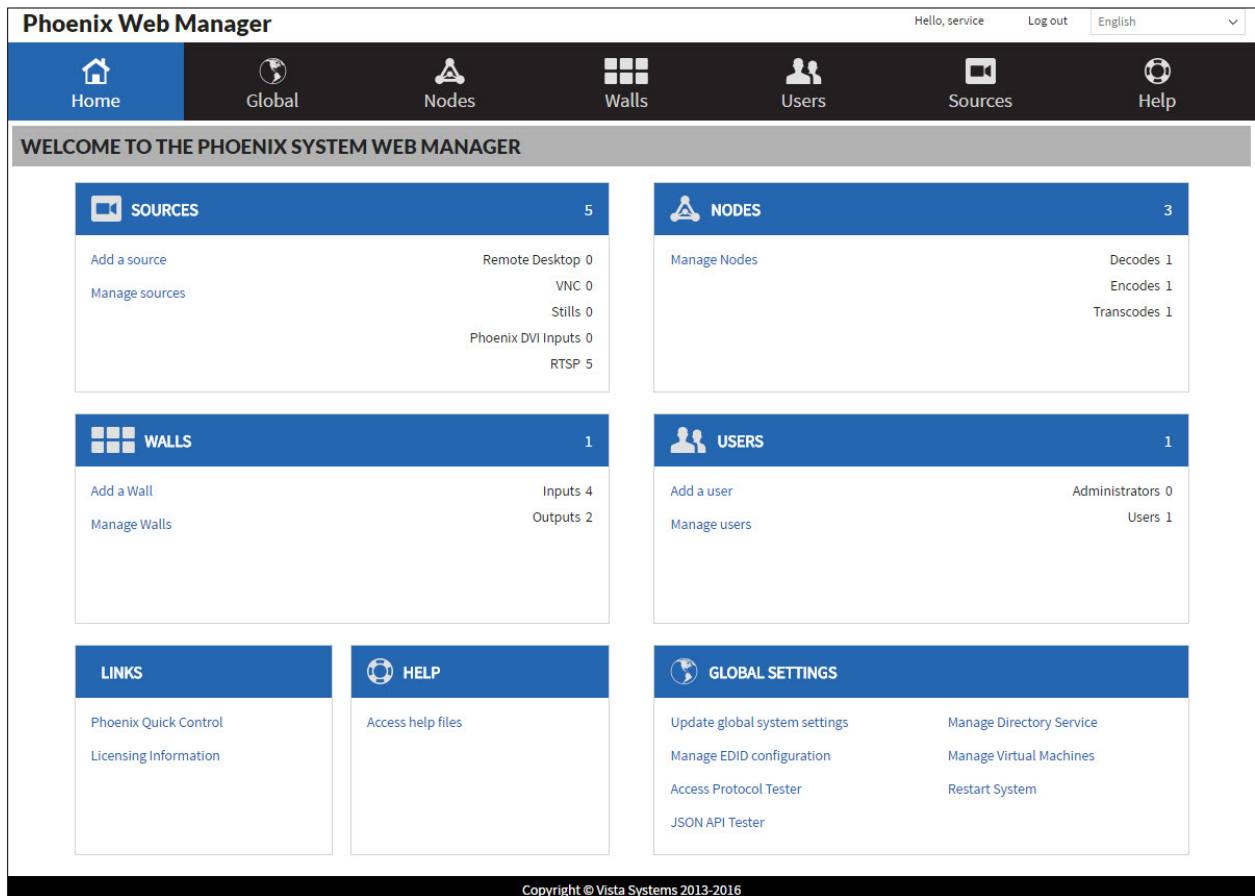 Phoenix Web Manager
Hello, service Log out English
Home Global Nodes Walls Users Sources Help
WELCOME TO THE PHOENIX SYSTEM WEB MANAGER
SOURCES 5
Add a source
Manage sources
Remote Desktop 0
VNC 0
Stills 0
Phoenix DVI Inputs 0
RTSP 5
NODES 3
Manage Nodes
Decodes 1
Encodes 1
Transcodes 1
WALLS 1
Add a Wall
Manage Walls
Inputs 4
Outputs 2
USERS 1
Add a user
Manage users
Administrators 0
Users 1
LINKS
Phoenix Quick Control
Licensing Information
HELP
Access help files
GLOBAL SETTINGS
Update global system settings
Manage EDID configuration
Access Protocol Tester
JSON API Tester
Manage Directory Service
Manage Virtual Machines
Restart System
Copyright © Vista Systems 2013-2016